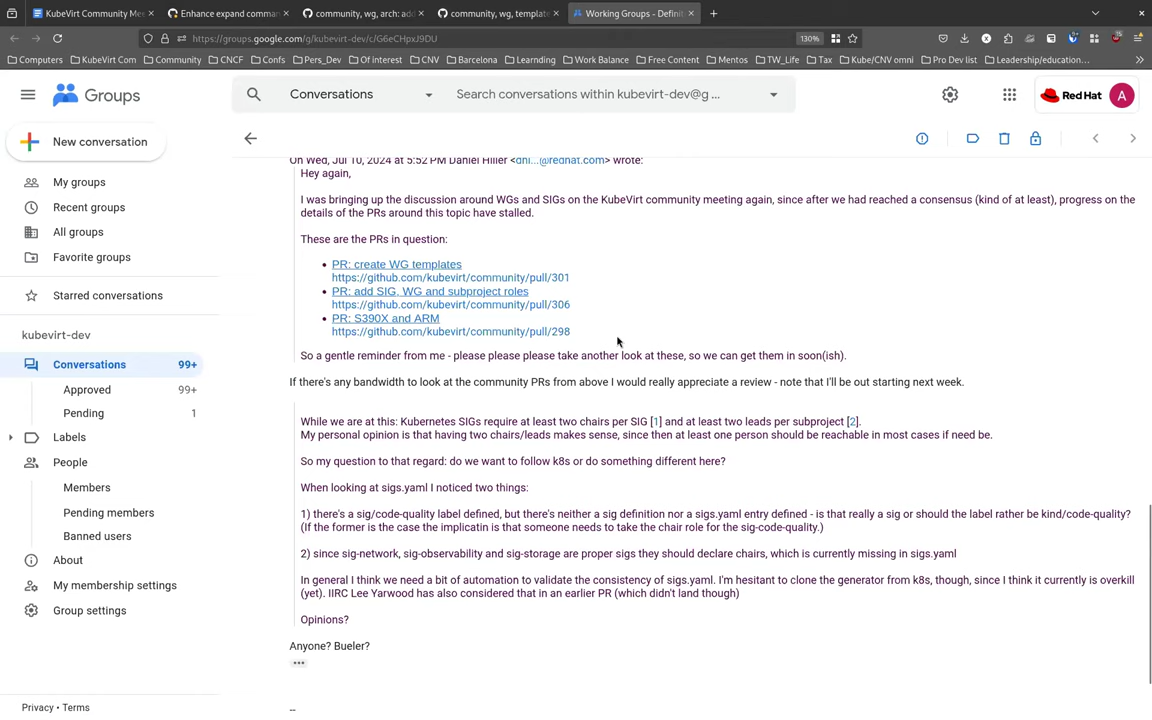 KubeVirt Community Mee
Enhance expand comman
community, wg, arch: add
community, wg, template
Working Groups - Definit
https://groups.google.com/g/kubevirt-dev/c/G6eCHpxJ9DU
130%
Computers
KubeVirt Com
Community
CNCF
Confs
Pers_Dev
Of interest
CNV
Barcelona
Learnding
Work Balance
Free Content
Mentos
TW_Life
Tax
Kube/CNV omni
Pro Dev list
Leadership/education...
Groups
Conversations
Search conversations within kubevirt-dev@g ...
Red Hat
A
New conversation
My groups
Recent groups
All groups
Favorite groups
Starred conversations
kubevirt-dev
Conversations 99+
Approved 99+
Pending 1
Labels
People
Members
Pending members
Banned users
About
My membership settings
Group settings
Privacy • Terms
On Wed, Jul 10, 2024 at 5:52 PM Daniel Hiller <dhi...@redhat.com> wrote:
Hey again,
I was bringing up the discussion around WGs and SIGs on the KubeVirt community meeting again, since after we had reached a consensus (kind of at least), progress on the
details of the PRs around this topic have stalled.
These are the PRs in question:
• PR: create WG templates
https://github.com/kubevirt/community/pull/301
• PR: add SIG, WG and subproject roles
https://github.com/kubevirt/community/pull/306
• PR: S390X and ARM
https://github.com/kubevirt/community/pull/298
So a gentle reminder from me - please please please take another look at these, so we can get them in soon(ish).
If there's any bandwidth to look at the community PRs from above I would really appreciate a review - note that I'll be out starting next week.
While we are at this: Kubernetes SIGs require at least two chairs per SIG [1] and at least two leads per subproject [2].
My personal opinion is that having two chairs/leads makes sense, since then at least one person should be reachable in most cases if need be.
So my question to that regard: do we want to follow k8s or do something different here?
When looking at sigs.yaml I noticed two things:
1) there's a sig/code-quality label defined, but there's neither a sig definition nor a sigs.yaml entry defined - is that really a sig or should the label rather be kind/code-quality?
(If the former is the case the implicatin is that someone needs to take the chair role for the sig-code-quality.)
2) since sig-network, sig-observability and sig-storage are proper sigs they should declare chairs, which is currently missing in sigs.yaml
In general I think we need a bit of automation to validate the consistency of sigs.yaml. I'm hesitant to clone the generator from k8s, though, since I think it currently is overkill
(yet). IIRC Lee Yarwood has also considered that in an earlier PR (which didn't land though)
Opinions?
Anyone? Bueler?
--